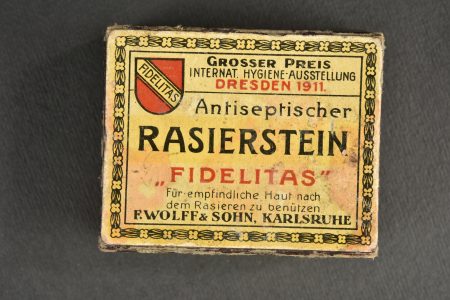 FIDELITAS
GROSSER PREIS
INTERNAT. HYGIENE-AUSSTELLUNG
DRESDEN 1911.
Antiseptischer
RASIERSTEIN
„FIDELITAS"
Für empfindliche Haut nach
dem Rasieren zu benützen
F. WOLFF & SOHN, KARLSRUHE